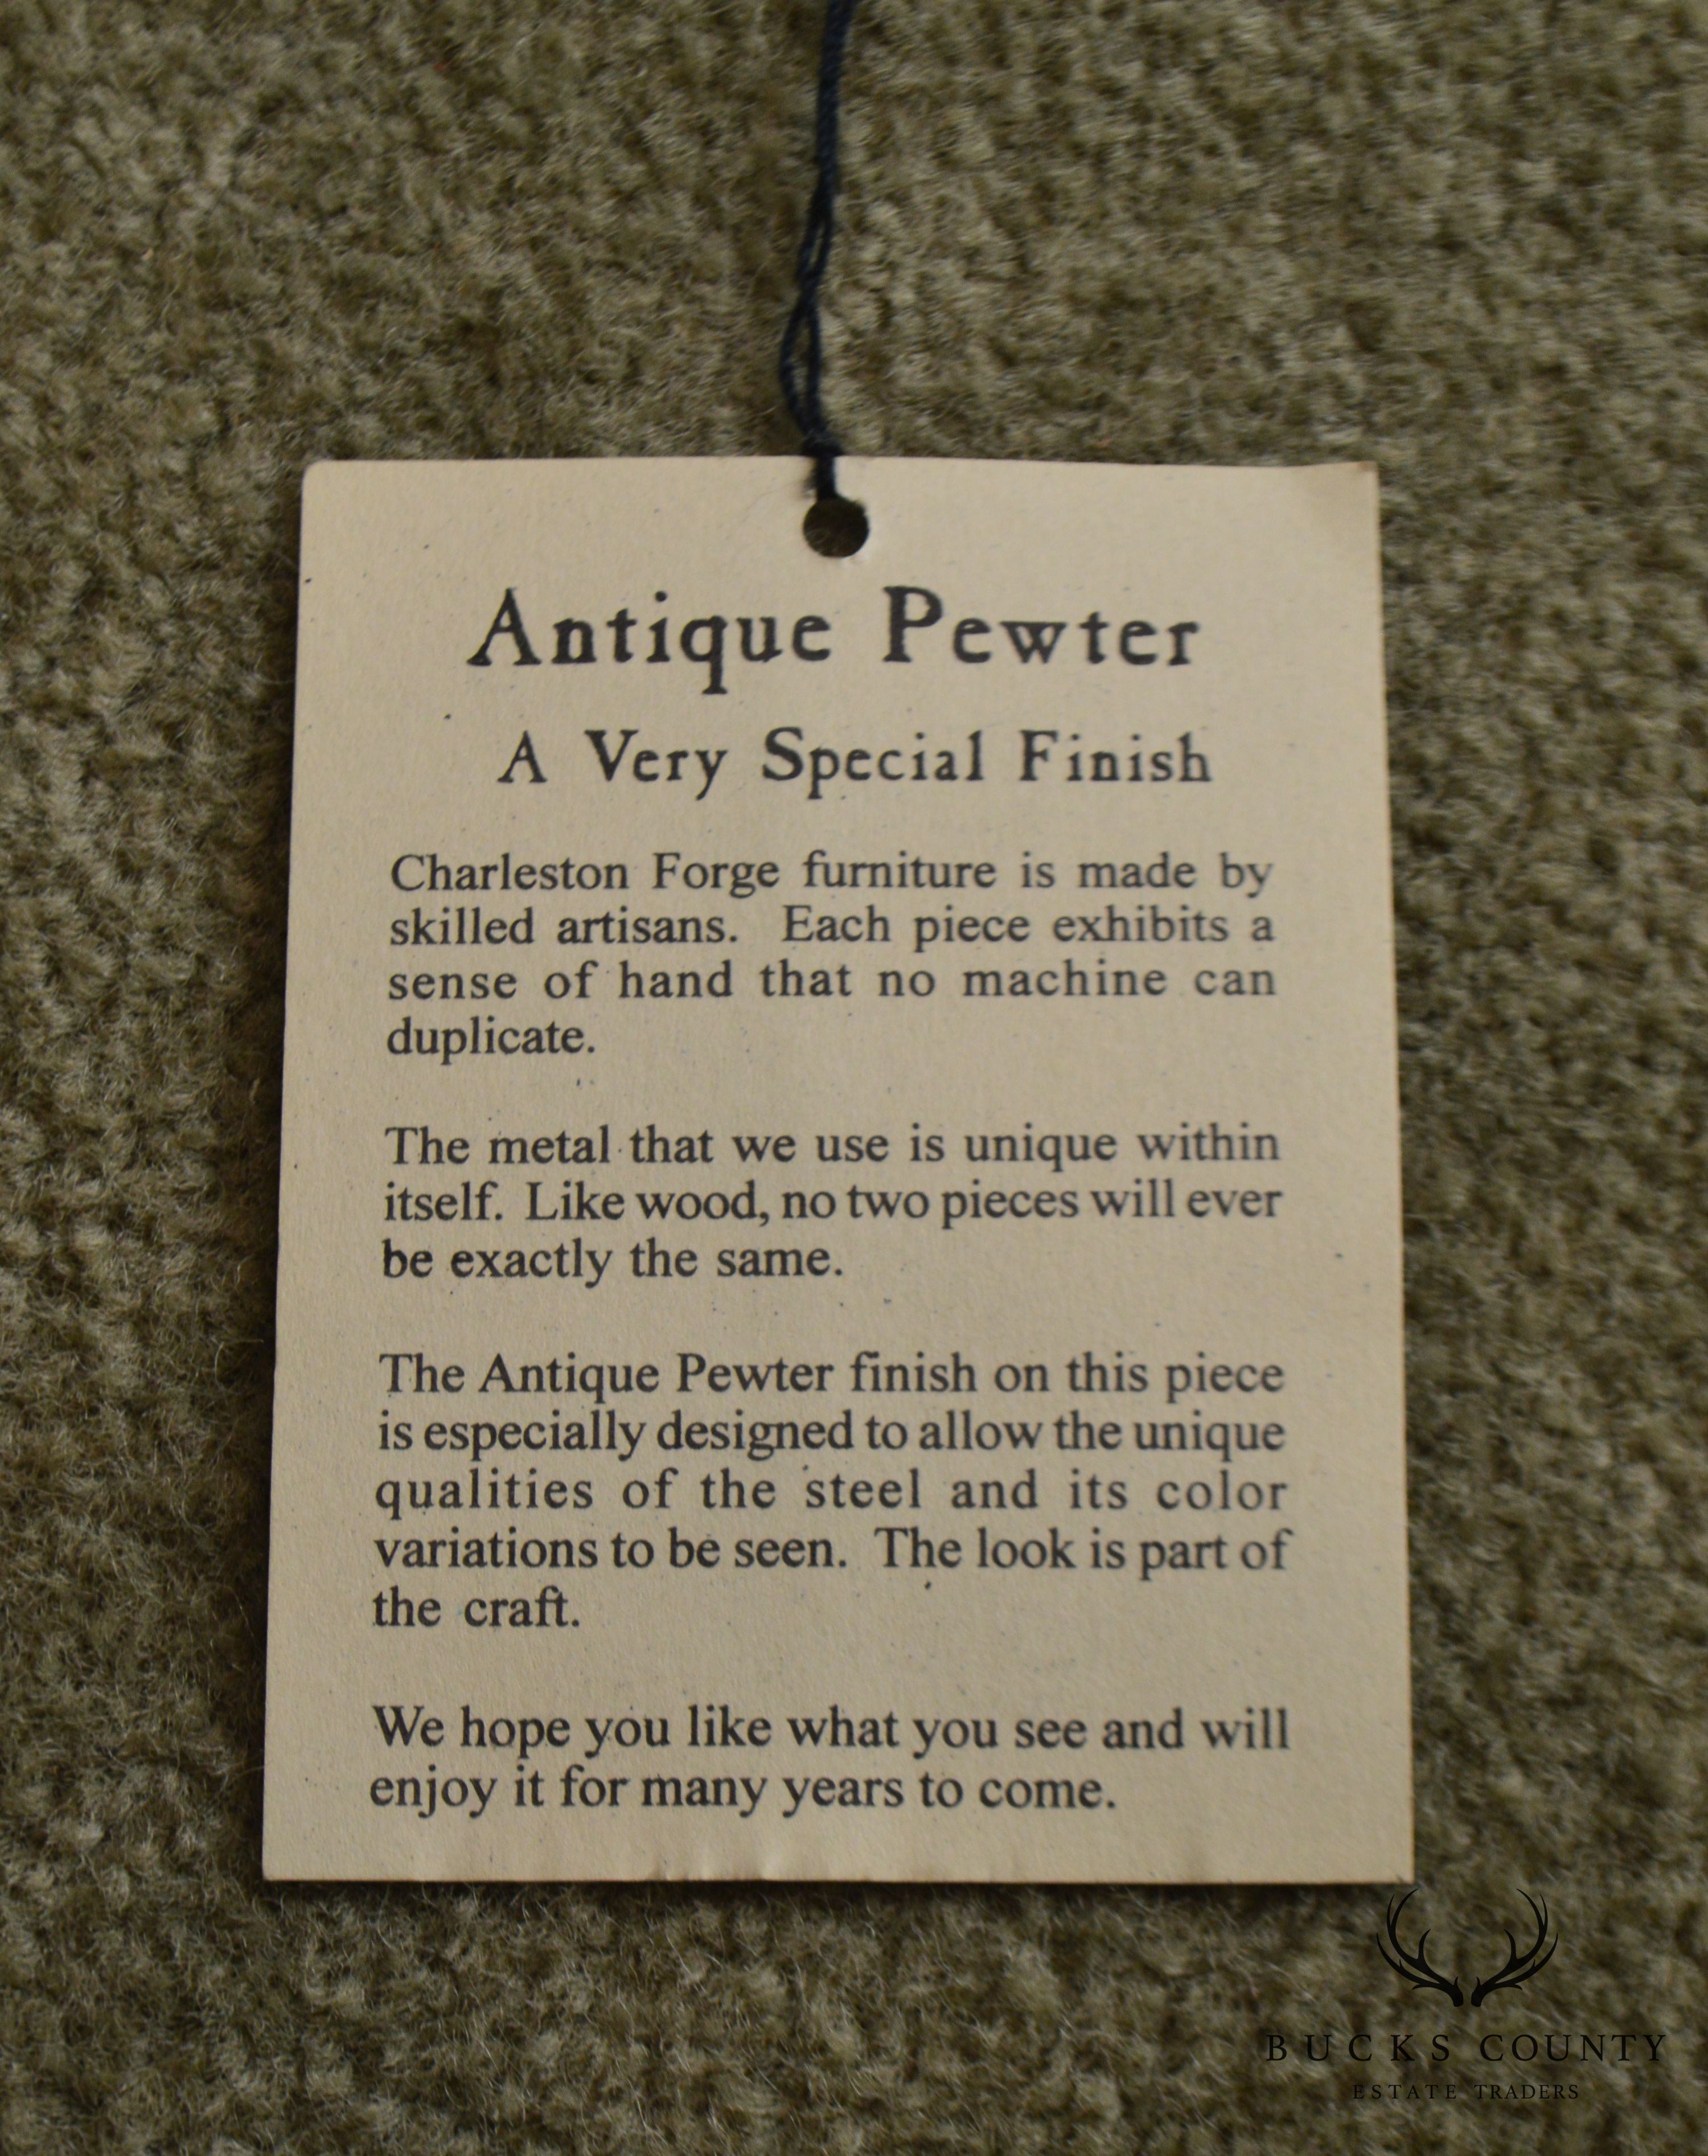 Antique Pewter
A Very Special Finish
Charleston Forge furniture is made by
skilled artisans. Each piece exhibits a
sense of hand that no machine can
duplicate.
The metal that we use is unique within
itself. Like wood, no two pieces will ever
be exactly the same.
The Antique Pewter finish on this piece
is especially designed to allow the unique
qualities of the steel and its color
variations to be seen. The look is part of
the craft.
We hope you like what you see and will
enjoy it for many years to come.
BUCKS COUNTY
ESTATE TRADERS